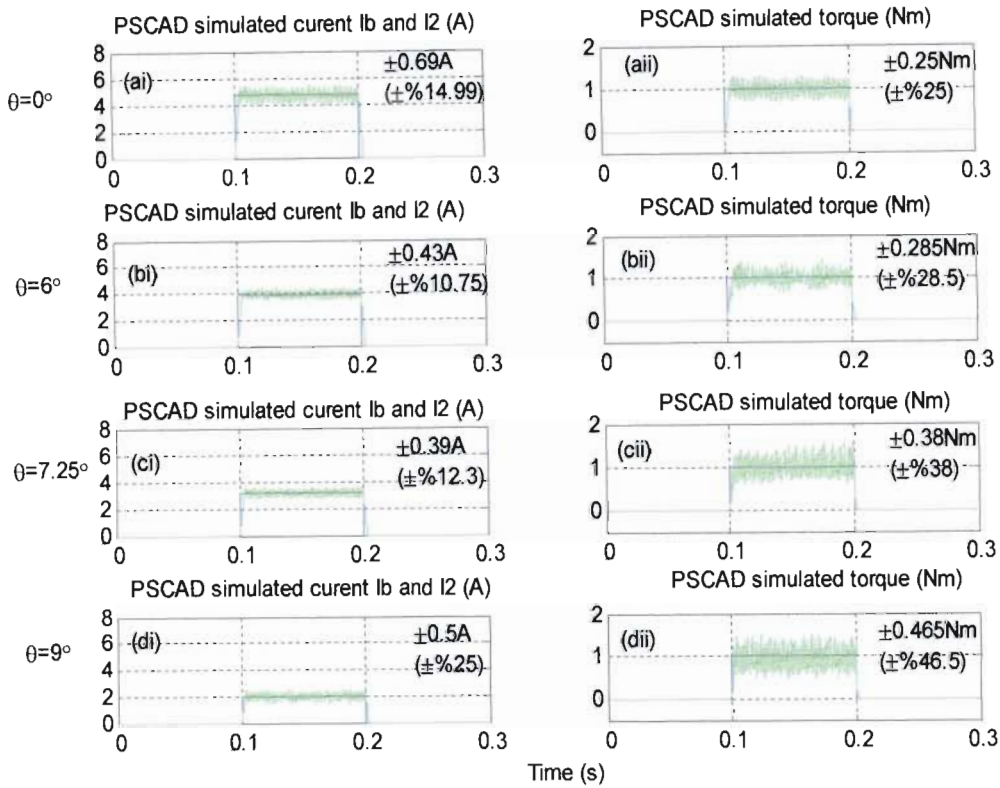 PSCAD simulated curent Ib and I2 (A)
PSCAD simulated torque (Nm)
θ=0°
8
6
4
2
0
(ai)
±0.69A
(±%14.99)
0 0.1 0.2 0.3
2
1
0
(aii)
±0.25Nm
(±%25)
0 0.1 0.2 0.3
PSCAD simulated curent Ib and I2 (A)
PSCAD simulated torque (Nm)
θ=6°
8
6
4
2
0
(bi)
±0.43A
(±%10.75)
0 0.1 0.2 0.3
2
1
0
(bii)
±0.285Nm
(±%28.5)
0 0.1 0.2 0.3
PSCAD simulated curent Ib and I2 (A)
PSCAD simulated torque (Nm)
θ=7.25°
8
6
4
2
0
(ci)
±0.39A
(±%12.3)
0 0.1 0.2 0.3
2
1
0
(cii)
±0.38Nm
(±%38)
0 0.1 0.2 0.3
PSCAD simulated curent Ib and I2 (A)
PSCAD simulated torque (Nm)
θ=9°
8
6
4
2
0
(di)
±0.5A
(±%25)
0 0.1 0.2 0.3
2
1
0
(dii)
±0.465Nm
(±%46.5)
0 0.1 0.2 0.3
Time (s)